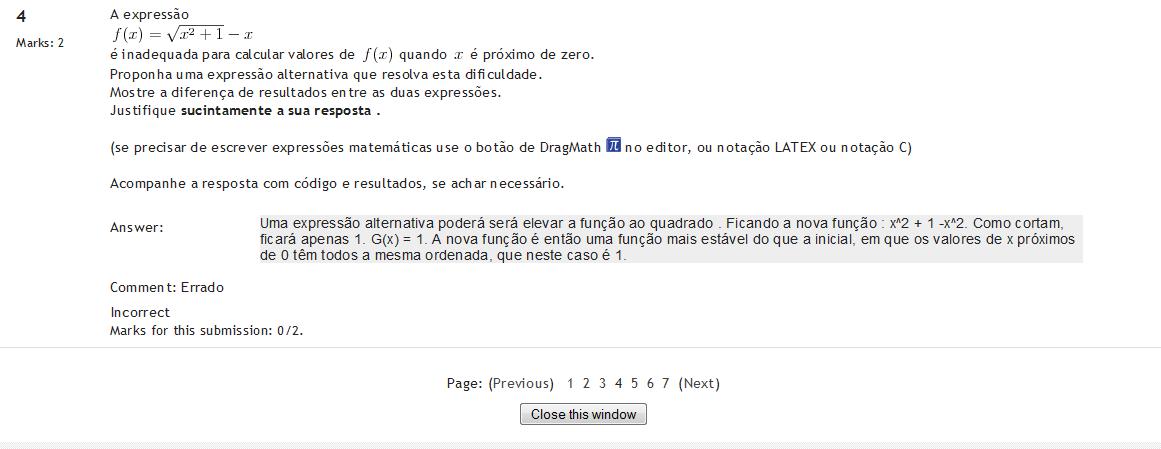 4
Marks: 2
A expressão
f(x) = √(x² + 1) − x
é inadequada para calcular valores de f(x) quando x é próximo de zero.
Proponha uma expressão alternativa que resolva esta dificuldade.
Mostre a diferença de resultados entre as duas expressões.
Justifique sucintamente a sua resposta .
(se precisar de escrever expressões matemáticas use o botão de DragMath π no editor, ou notação LATEX ou notação C)
Acompanhe a resposta com código e resultados, se achar necessário.
Answer:
Uma expressão alternativa poderá será elevar a função ao quadrado . Ficando a nova função : x^2 + 1 -x^2. Como cortam,
ficará apenas 1. G(x) = 1. A nova função é então uma função mais estável do que a inicial, em que os valores de x próximos
de 0 têm todos a mesma ordenada, que neste caso é 1.
Comment: Errado
Incorrect
Marks for this submission: 0/2.
Page: (Previous) 1 2 3 4 5 6 7 (Next)
Close this window